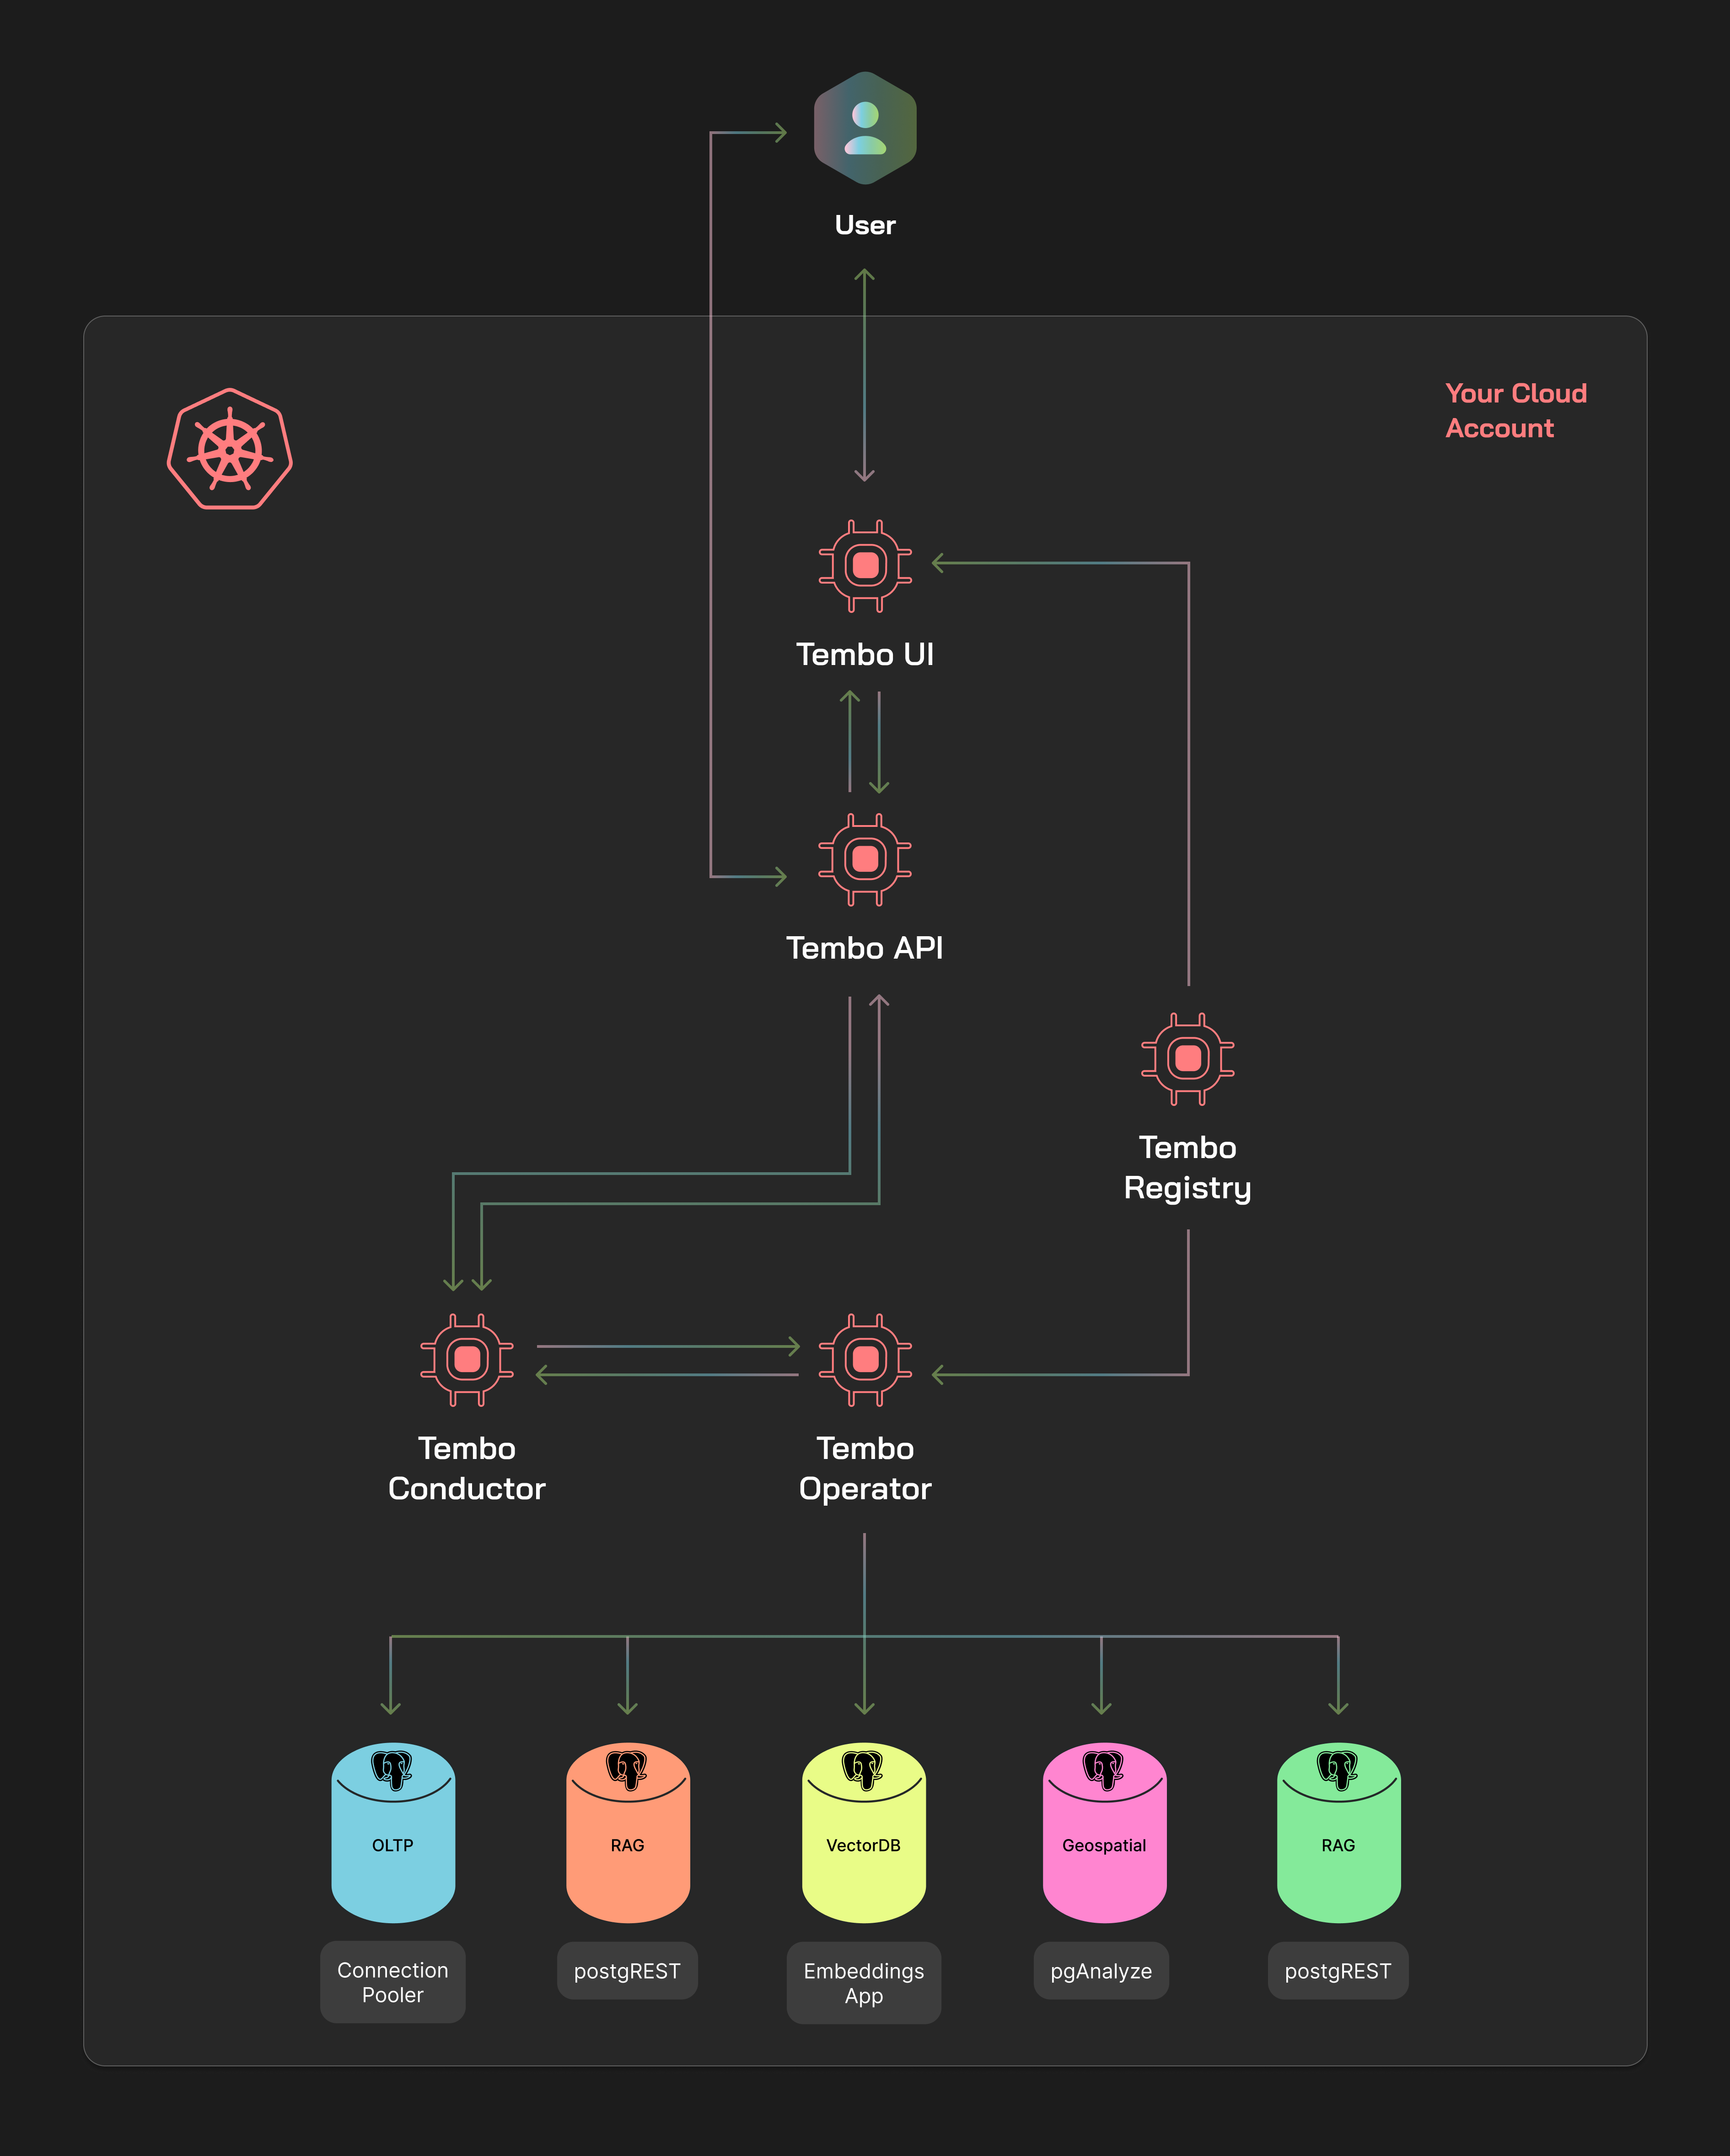 User
Your Cloud
Account
Tembo UI
Tembo API
Tembo
Registry
Tembo
Conductor
Tembo
Operator
OLTP
RAG
VectorDB
Geospatial
RAG
Connection
Pooler
postgREST
Embeddings
App
pgAnalyze
postgREST